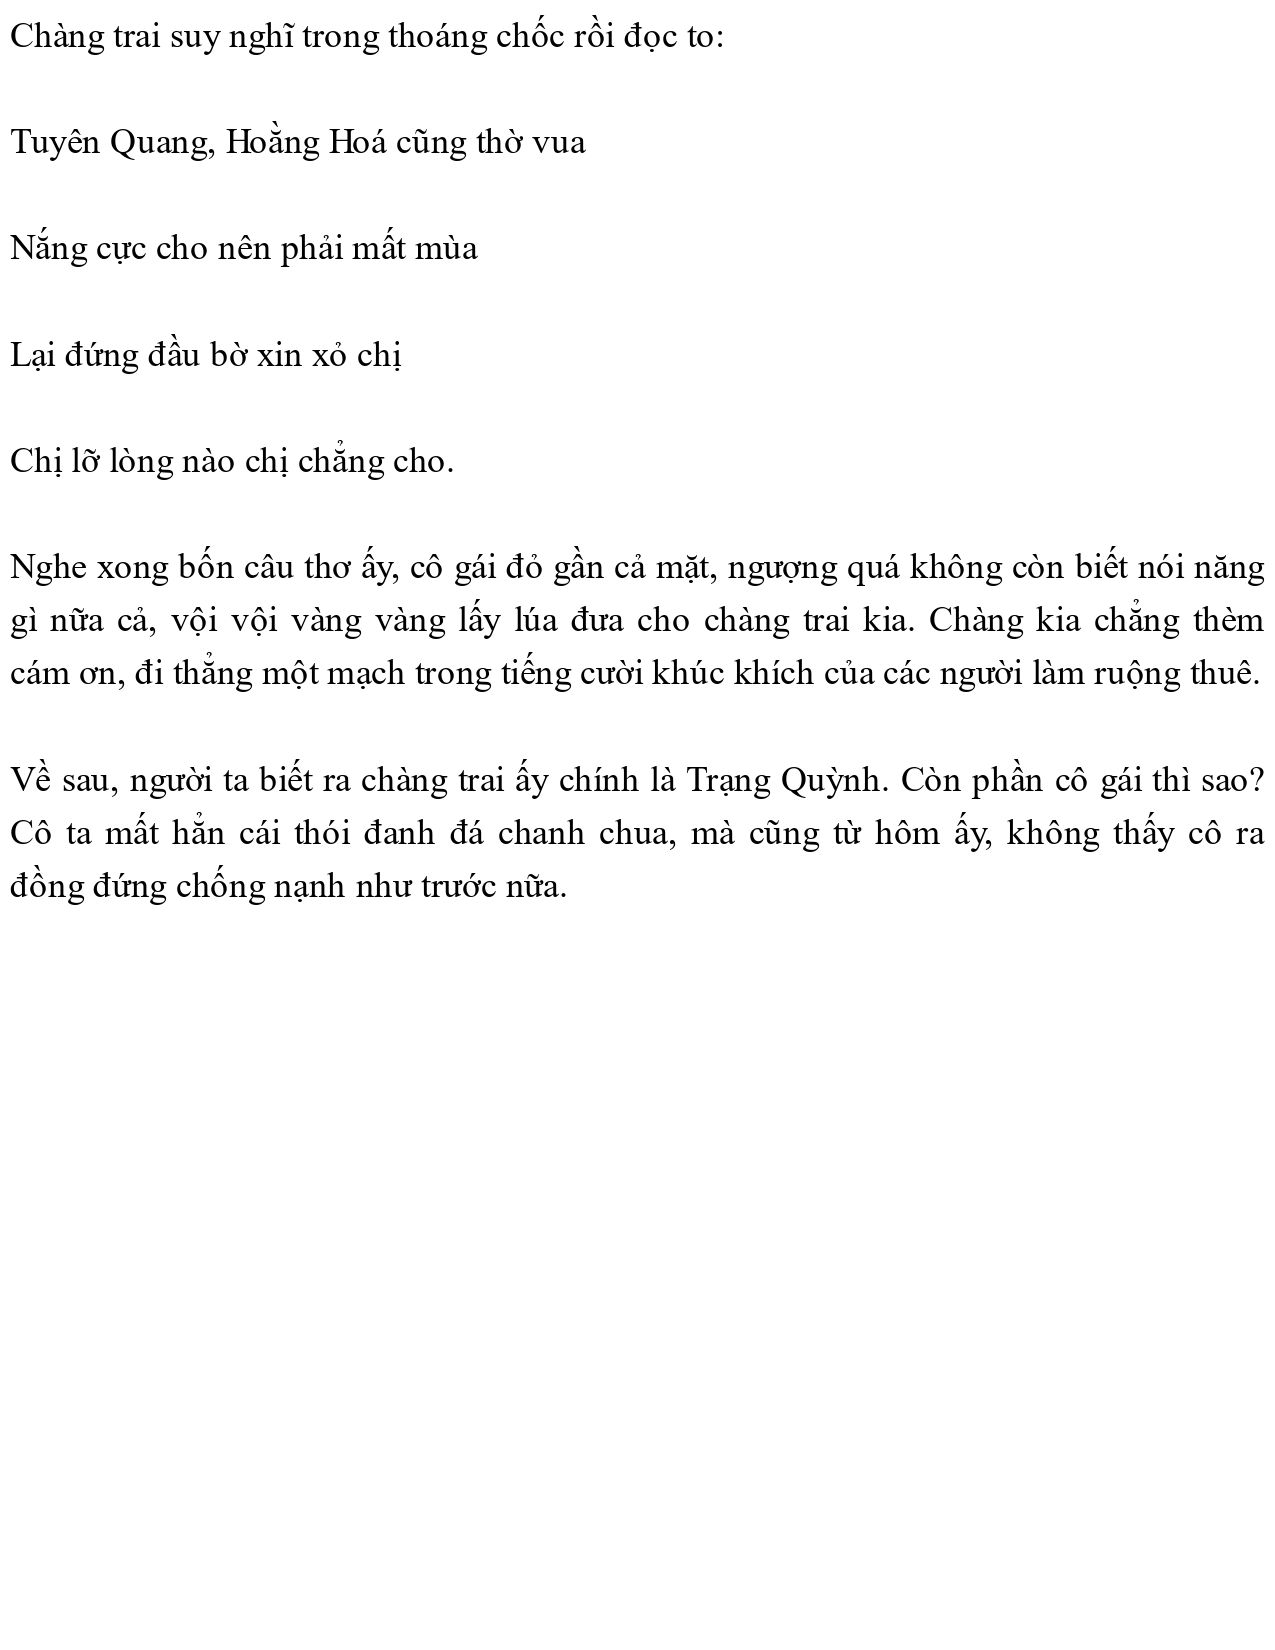 Chàng trai suy nghĩ trong thoáng chốc rồi đọc to:
Tuyên Quang, Hoằng Hoá cũng thờ vua
Nắng cực cho nên phải mất mùa
Lại đứng đầu bờ xin xỏ chị
Chị lỡ lòng nào chị chẳng cho.
Nghe xong bốn câu thơ ấy, cô gái đỏ gần cả mặt, ngượng quá không còn biết nói năng
gì nữa cả, vội vội vàng vàng lấy lúa đưa cho chàng trai kia. Chàng kia chẳng thèm
cám ơn, đi thẳng một mạch trong tiếng cười khúc khích của các người làm ruộng thuê.
Về sau, người ta biết ra chàng trai ấy chính là Trạng Quỳnh. Còn phần cô gái thì sao?
Cô ta mất hẳn cái thói đanh đá chanh chua, mà cũng từ hôm ấy, không thấy cô ra
đồng đứng chống nạnh như trước nữa.